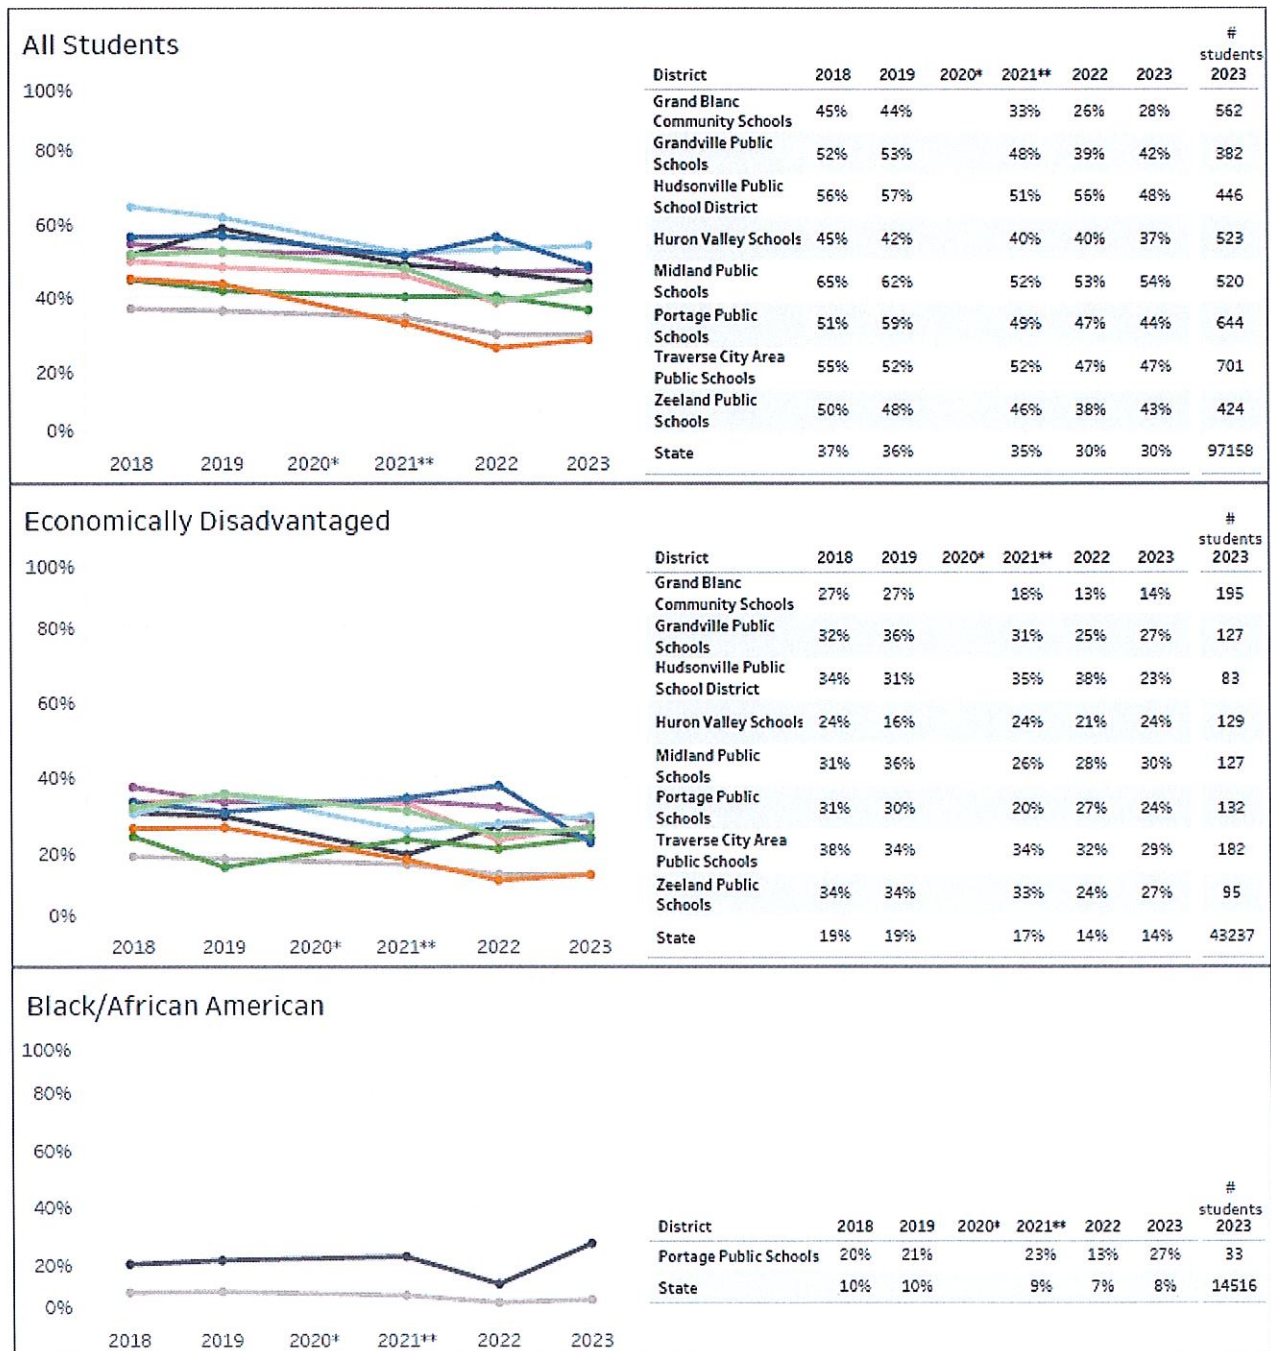 All Students
100%
80%
60%
40%
20%
0%
2018 2019 2020* 2021** 2022 2023
#
students
District 2018 2019 2020* 2021** 2022 2023 2023
Grand Blanc
Community Schools 45% 44% 33% 26% 28% 562
Grandville Public
Schools 52% 53% 48% 39% 42% 382
Hudsonville Public
School District 56% 57% 51% 56% 48% 446
Huron Valley Schools 45% 42% 40% 40% 37% 523
Midland Public
Schools 65% 62% 52% 53% 54% 520
Portage Public
Schools 51% 59% 49% 47% 44% 644
Traverse City Area
Public Schools 55% 52% 52% 47% 47% 701
Zeeland Public
Schools 50% 48% 46% 38% 43% 424
State 37% 36% 35% 30% 30% 97158
Economically Disadvantaged
100%
80%
60%
40%
20%
0%
2018 2019 2020* 2021** 2022 2023
#
students
District 2018 2019 2020* 2021** 2022 2023 2023
Grand Blanc
Community Schools 27% 27% 18% 13% 14% 195
Grandville Public
Schools 32% 36% 31% 25% 27% 127
Hudsonville Public
School District 34% 31% 35% 38% 23% 83
Huron Valley Schools 24% 16% 24% 21% 24% 129
Midland Public
Schools 31% 36% 26% 28% 30% 127
Portage Public
Schools 31% 30% 20% 27% 24% 132
Traverse City Area
Public Schools 38% 34% 34% 32% 29% 182
Zeeland Public
Schools 34% 34% 33% 24% 27% 95
State 19% 19% 17% 14% 14% 43237
Black/African American
100%
80%
60%
40%
20%
0%
2018 2019 2020* 2021** 2022 2023
#
students
District 2018 2019 2020* 2021** 2022 2023 2023
Portage Public Schools 20% 21% 23% 13% 27% 33
State 10% 10% 9% 7% 8% 14516